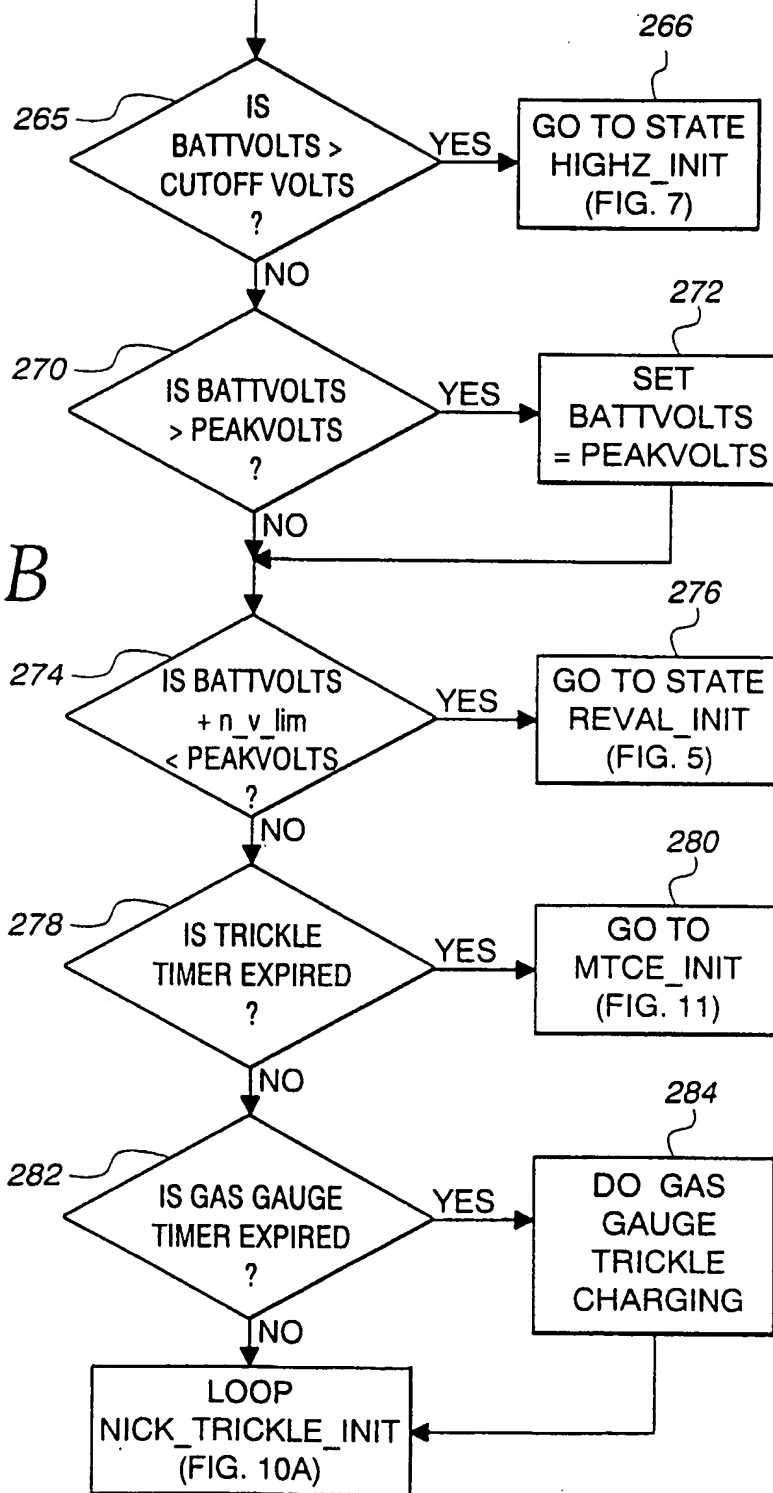 266
265
IS
BATTVOLTS >
CUTOFF VOLTS
?
YES
GO TO STATE
HIGHZ_INIT
(FIG. 7)
NO
272
270
IS BATTVOLTS
> PEAKVOLTS
?
YES
SET
BATTVOLTS
= PEAKVOLTS
NO
B
276
274
IS BATTVOLTS
+ n_v_lim
< PEAKVOLTS
?
YES
GO TO STATE
REVAL_INIT
(FIG. 5)
NO
280
278
IS TRICKLE
TIMER EXPIRED
?
YES
GO TO
MTCE_INIT
(FIG. 11)
NO
284
282
IS GAS GAUGE
TIMER EXPIRED
?
YES
DO GAS
GAUGE
TRICKLE
CHARGING
NO
LOOP
NICK_TRICKLE_INIT
(FIG. 10A)